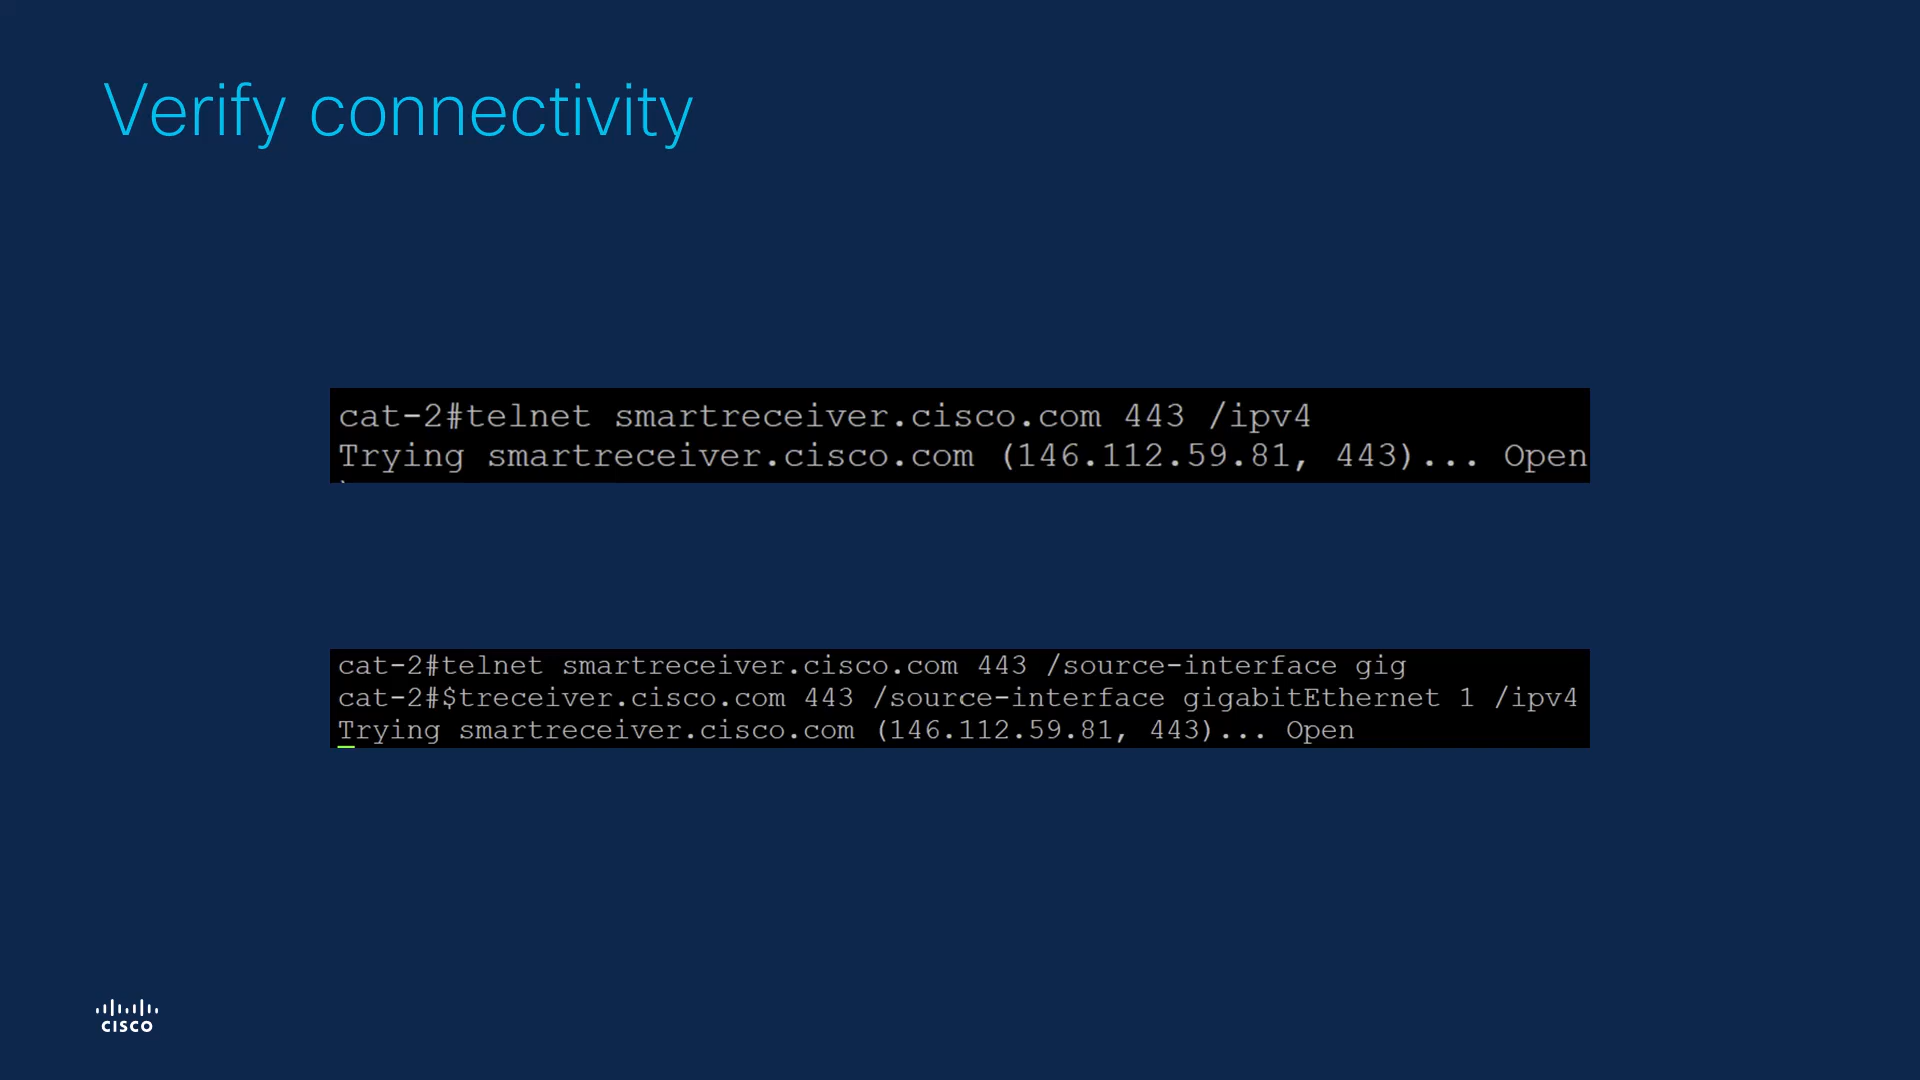 Verify connectivity
cat-2#telnet smartreceiver.cisco.com 443 /ipv4
Trying smartreceiver.cisco.com (146.112.59.81, 443)... Open
cat-2#telnet smartreceiver.cisco.com 443 /source-interface gig
cat-2#$treceiver.cisco.com 443 /source-interface gigabitEthernet 1 /ipv4
Trying smartreceiver.cisco.com (146.112.59.81, 443)... Open
CISCO